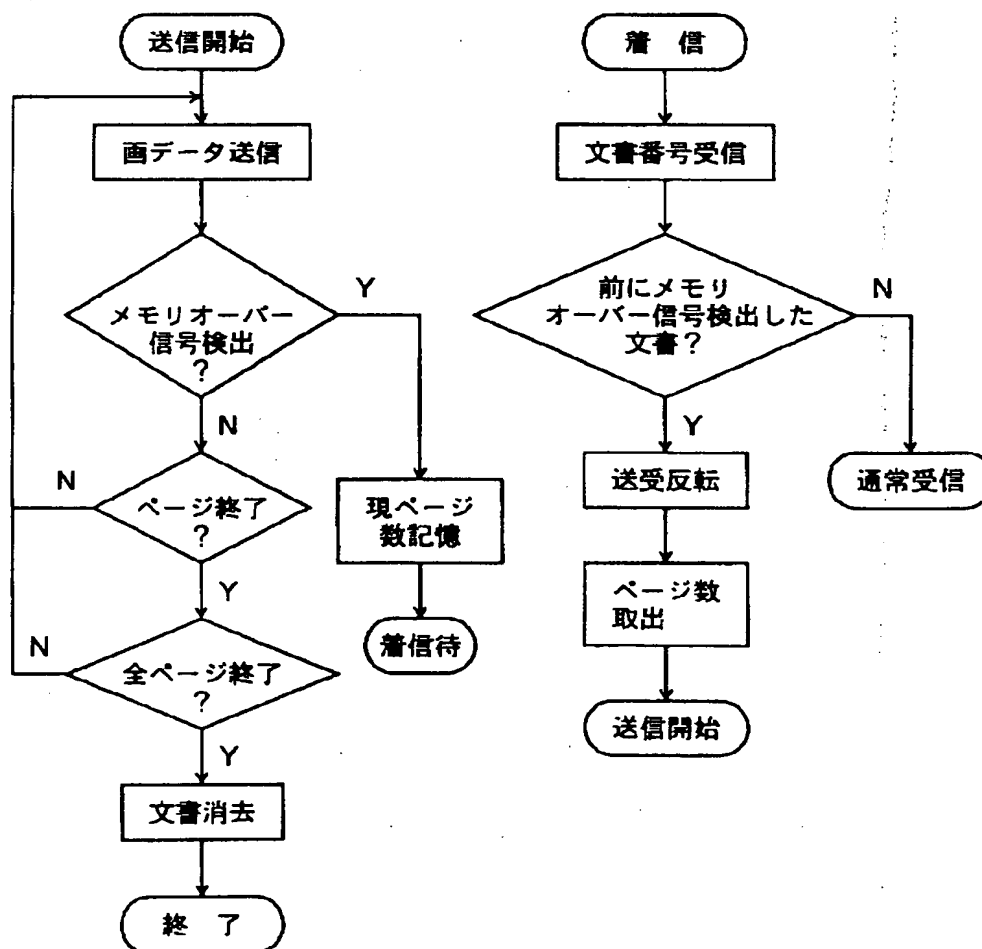 送信開始
画データ送信
メモリオーバー
信号検出
?
Y
N
ページ終了
?
N
Y
現ページ
数記憶
着信待
全ページ終了
?
N
Y
文書消去
終 了
着 信
文書番号受信
前にメモリ
オーバー信号検出した
文書?
N
Y
通常受信
送受反転
ページ数
取出
送信開始